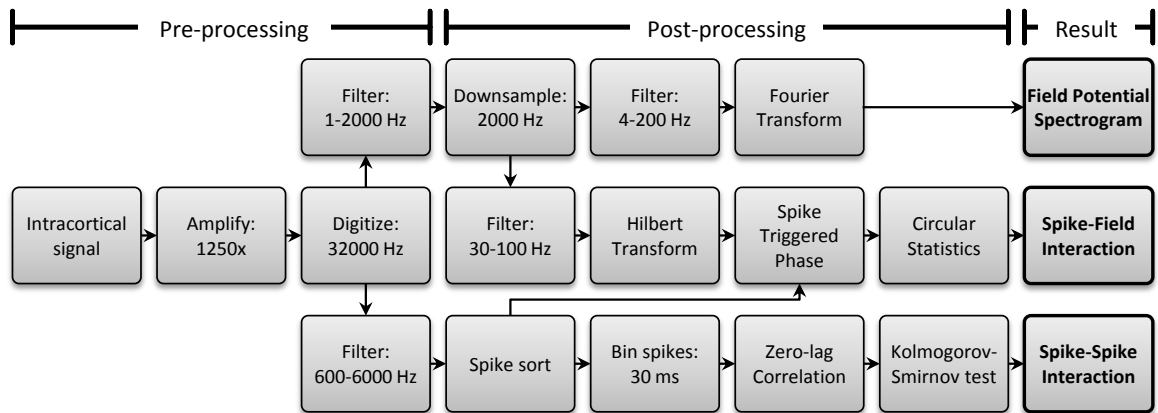 Pre-processing
Post-processing
Result
Filter:
1-2000 Hz
Downsample:
2000 Hz
Filter:
4-200 Hz
Fourier
Transform
Field Potential
Spectrogram
Intracortical
signal
Amplify:
1250x
Digitize:
32000 Hz
Filter:
30-100 Hz
Hilbert
Transform
Spike
Triggered
Phase
Circular
Statistics
Spike-Field
Interaction
Filter:
600-6000 Hz
Spike sort
Bin spikes:
30 ms
Zero-lag
Correlation
Kolmogorov-
Smirnov test
Spike-Spike
Interaction